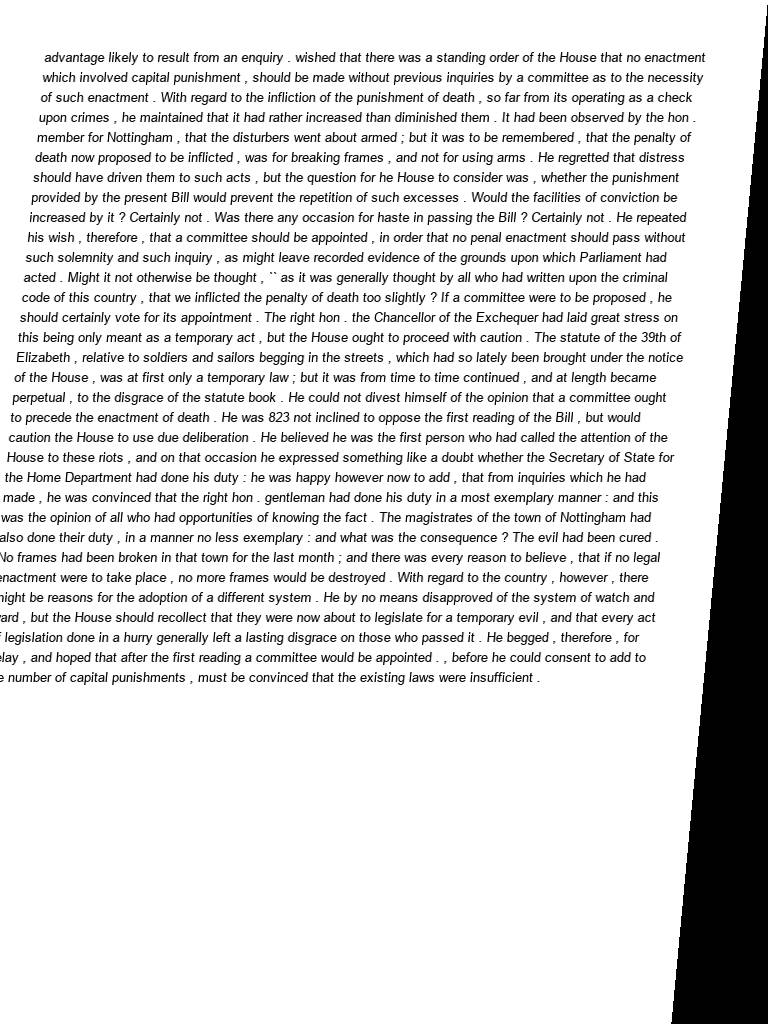 advantage likely to result from an enquiry . wished that there was a standing order of the House that no enactment
which involved capital punishment , should be made without previous inquiries by a committee as to the necessity
of such enactment . With regard to the infliction of the punishment of death , so far from its operating as a check
upon crimes , he maintained that it had rather increased than diminished them . It had been observed by the hon .
member for Nottingham , that the disturbers went about armed ; but it was to be remembered , that the penalty of
death now proposed to be inflicted , was for breaking frames , and not for using arms . He regretted that distress
should have driven them to such acts , but the question for he House to consider was , whether the punishment
provided by the present Bill would prevent the repetition of such excesses . Would the facilities of conviction be
increased by it ? Certainly not . Was there any occasion for haste in passing the Bill ? Certainly not . He repeated
his wish , therefore , that a committee should be appointed , in order that no penal enactment should pass without
such solemnity and such inquiry , as might leave recorded evidence of the grounds upon which Parliament had
acted . Might it not otherwise be thought , `` as it was generally thought by all who had written upon the criminal
code of this country , that we inflicted the penalty of death too slightly ? If a committee were to be proposed , he
should certainly vote for its appointment . The right hon . the Chancellor of the Exchequer had laid great stress on
this being only meant as a temporary act , but the House ought to proceed with caution . The statute of the 39th of
Elizabeth , relative to soldiers and sailors begging in the streets , which had so lately been brought under the notice
of the House , was at first only a temporary law ; but it was from time to time continued , and at length became
perpetual , to the disgrace of the statute book . He could not divest himself of the opinion that a committee ought
to precede the enactment of death . He was 823 not inclined to oppose the first reading of the Bill , but would
caution the House to use due deliberation . He believed he was the first person who had called the attention of the
House to these riots , and on that occasion he expressed something like a doubt whether the Secretary of State for
the Home Department had done his duty : he was happy however now to add , that from inquiries which he had
made , he was convinced that the right hon . gentleman had done his duty in a most exemplary manner : and this
was the opinion of all who had opportunities of knowing the fact . The magistrates of the town of Nottingham had
also done their duty , in a manner no less exemplary : and what was the consequence ? The evil had been cured .
No frames had been broken in that town for the last month ; and there was every reason to believe , that if no legal
enactment were to take place , no more frames would be destroyed . With regard to the country , however , there
might be reasons for the adoption of a different system . He by no means disapproved of the system of watch and
ward , but the House should recollect that they were now about to legislate for a temporary evil , and that every act
legislation done in a hurry generally left a lasting disgrace on those who passed it . He begged , therefore , for
, and hoped that after the first reading a committee would be appointed . , before he could consent to add to
number of capital punishments , must be convinced that the existing laws were insufficient .